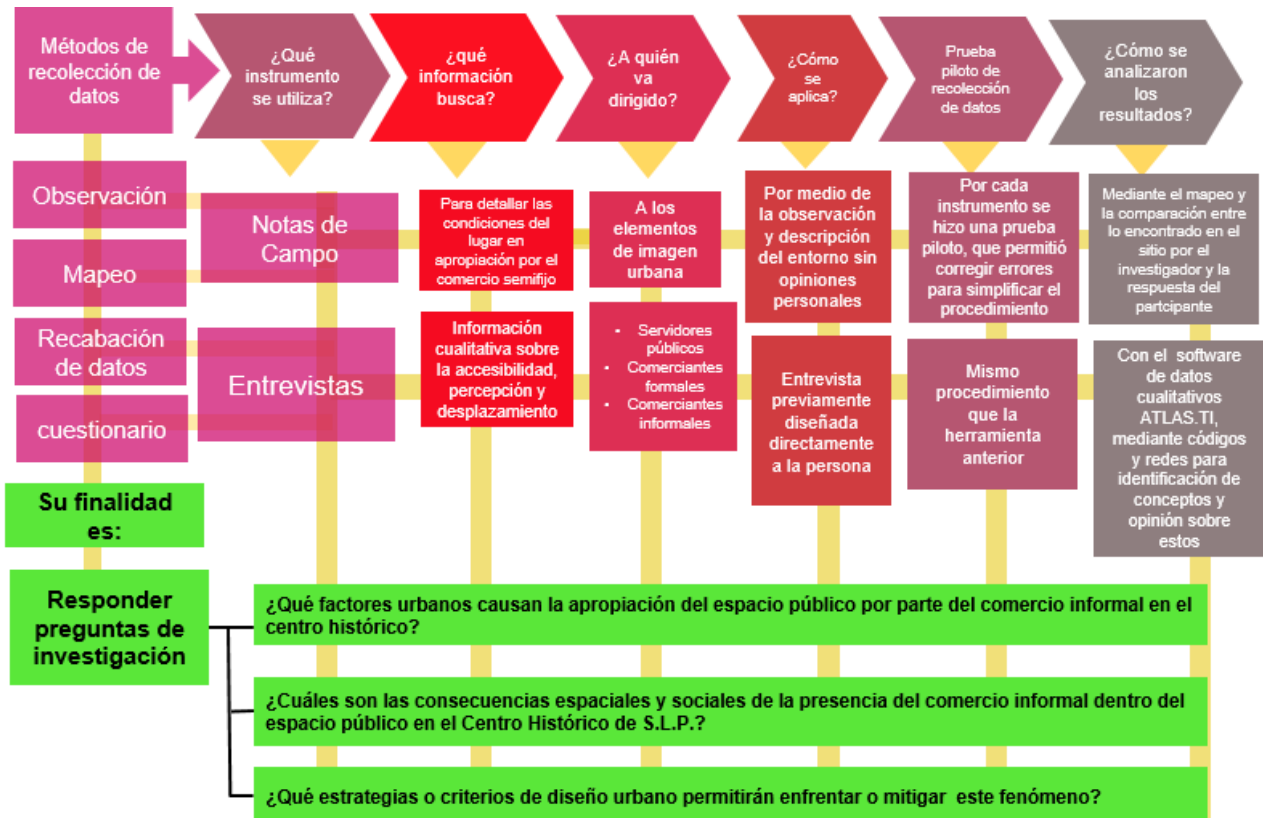 Métodos de
recolección de
datos
¿Qué
instrumento
se utiliza?
¿qué
información
busca?
¿A quién
va
dirigido?
¿Cómo
se
aplica?
Prueba
piloto de
recolección
de datos
¿Cómo se
analizaron
los
resultados?
Observación
Mapeo
Recabación
de datos
cuestionario
Notas de
Campo
Para detallar las
condiciones del
lugar en
apropiación por el
comercio semifijo
A los
elementos
de imagen
urbana
Por medio de
la observación
y descripción
del entorno sin
opiniones
personales
Por cada
instrumento se
hizo una prueba
piloto, que permitió
corregir errores
para simplificar el
procedimiento
Mediante el mapeo y
la comparación entre
lo encontrado en el
sitio por el
investigador y la
respuesta del
partcipante
Entrevistas
Información
cualitativa sobre
la accesibilidad,
percepción y
desplazamiento
• Servidores
públicos
• Comerciantes
formales
• Comerciantes
informales
Entrevista
previamente
diseñada
directamente
a la persona
Mismo
procedimiento
que la
herramienta
anterior
Con el software
de datos
cualitativos
ATLAS.TI,
mediante códigos
y redes para
identificación de
conceptos y
opinión sobre
estos
Su finalidad
es:
Responder
preguntas de
investigación
¿Qué factores urbanos causan la apropiación del espacio público por parte del comercio informal en el
centro histórico?
¿Cuáles son las consecuencias espaciales y sociales de la presencia del comercio informal dentro del
espacio público en el Centro Histórico de S.L.P.?
¿Qué estrategias o criterios de diseño urbano permitirán enfrentar o mitigar este fenómeno?